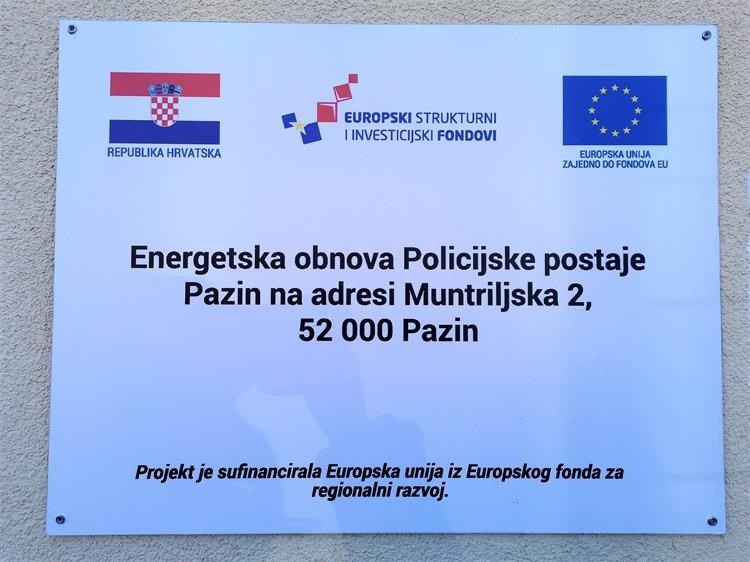 REPUBLIKA HRVATSKA
EUROPSKI STRUKTURNI
I INVESTICIJSKI FONDOVI
EUROPSKA UNIJA
ZAJEDNO DO FONDOVA EU
Energetska obnova Policijske postaje
Pazin na adresi Muntriljska 2,
52 000 Pazin
Projekt je sufinancirala Europska unija iz Europskog fonda za
regionalni razvoj.